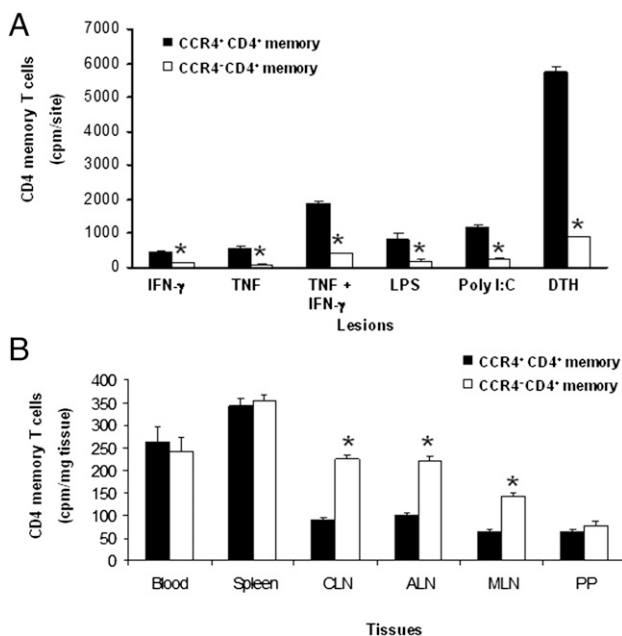 A
CCR4⁺ CD4⁺ memory
CCR4⁻CD4⁺ memory
CD4 memory T cells
(cpm/site)
7000
6000
5000
4000
3000
2000
1000
0
* * * * * *
IFN-γ TNF TNF + IFN-γ LPS Poly I:C DTH
Lesions
B
CCR4⁺ CD4⁺ memory
CCR4⁻CD4⁺ memory
CD4 memory T cells
(cpm/mg tissue)
400
350
300
250
200
150
100
50
0
* * *
Blood Spleen CLN ALN MLN PP
Tissues